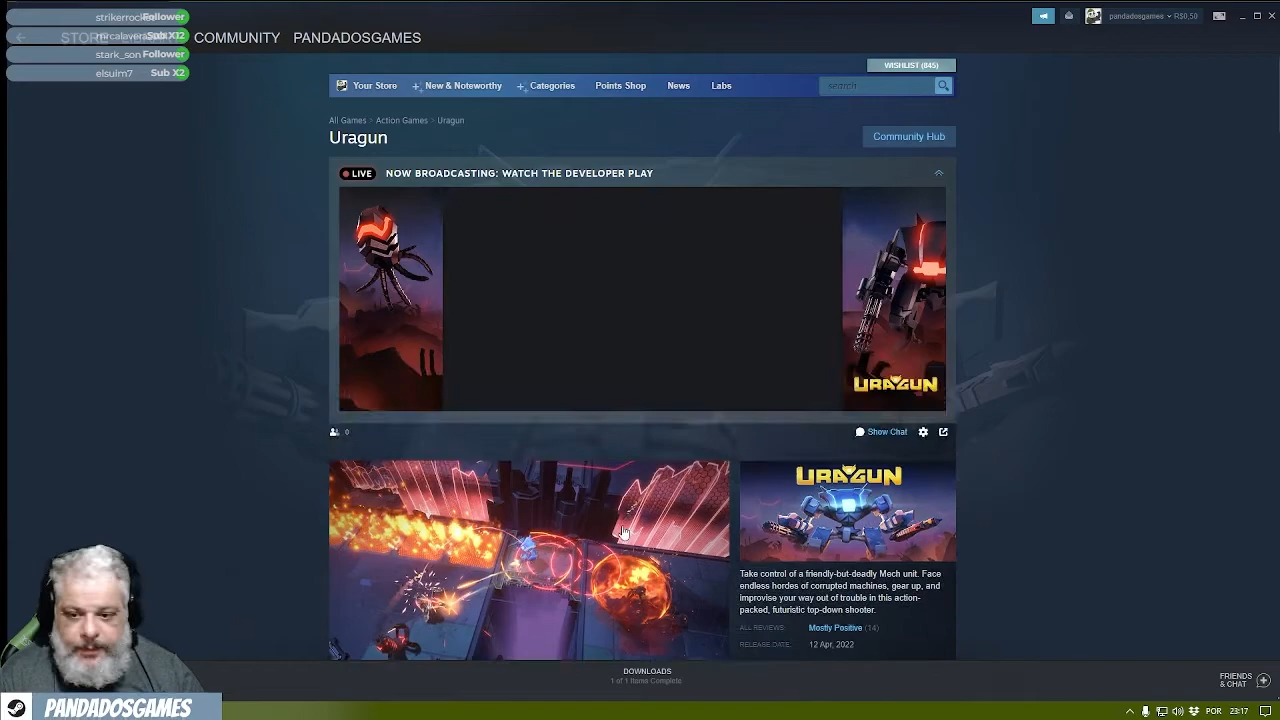 strikerrock Follower
mrcalavera Sub X12
stark_son Follower
elsulm7 Sub X2
STORE
COMMUNITY
PANDADOSGAMES
pandadosgames
R$0,50
WISHLIST (845)
Your Store
New & Noteworthy
Categories
Points Shop
News
Labs
search
All Games > Action Games > Uragun
Uragun
Community Hub
LIVE
NOW BROADCASTING: WATCH THE DEVELOPER PLAY
URAGUN
0
Show Chat
URAGUN
Take control of a friendly-but-deadly Mech unit. Face
endless hordes of corrupted machines, gear up, and
improvise your way out of trouble in this action-
packed, futuristic top-down shooter.
ALL REVIEWS: Mostly Positive (14)
RELEASE DATE: 12 Apr, 2022
DOWNLOADS
1 of 1 Items Complete
FRIENDS
& CHAT
PANDADOSGAMES
POR
23:17